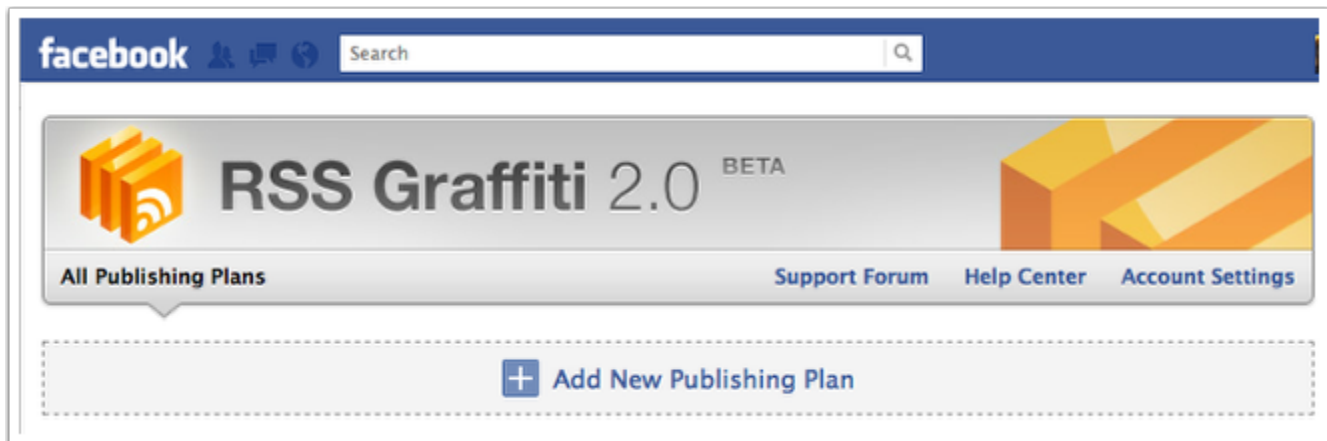 facebook Search
RSS Graffiti 2.0 BETA
All Publishing Plans Support Forum Help Center Account Settings
Add New Publishing Plan